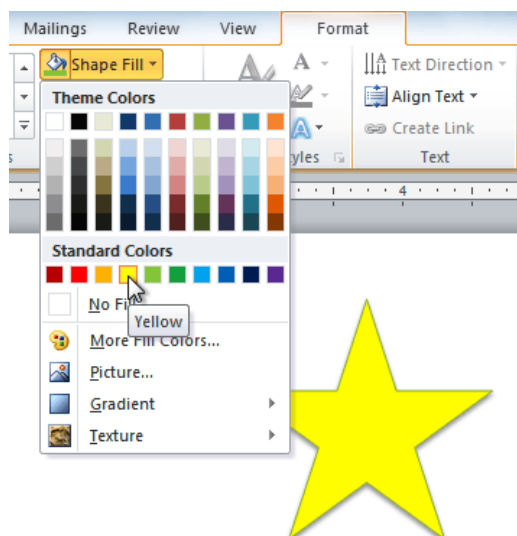 Mailings Review View Format
Shape Fill A Text Direction
Theme Colors Align Text
A Create Link
yles Text
4
Standard Colors
No Fi
Yellow
More Fill Colors...
Picture...
Gradient
Texture